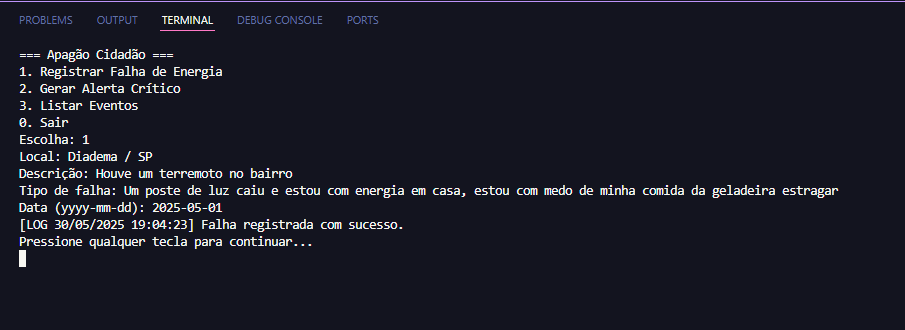 PROBLEMS OUTPUT TERMINAL DEBUG CONSOLE PORTS
=== Apagão Cidadão ===
1. Registrar Falha de Energia
2. Gerar Alerta Crítico
3. Listar Eventos
0. Sair
Escolha: 1
Local: Diadema / SP
Descrição: Houve um terremoto no bairro
Tipo de falha: Um poste de luz caiu e estou com energia em casa, estou com medo de minha comida da geladeira estragar
Data (yyyy-mm-dd): 2025-05-01
[LOG 30/05/2025 19:04:23] Falha registrada com sucesso.
Pressione qualquer tecla para continuar...